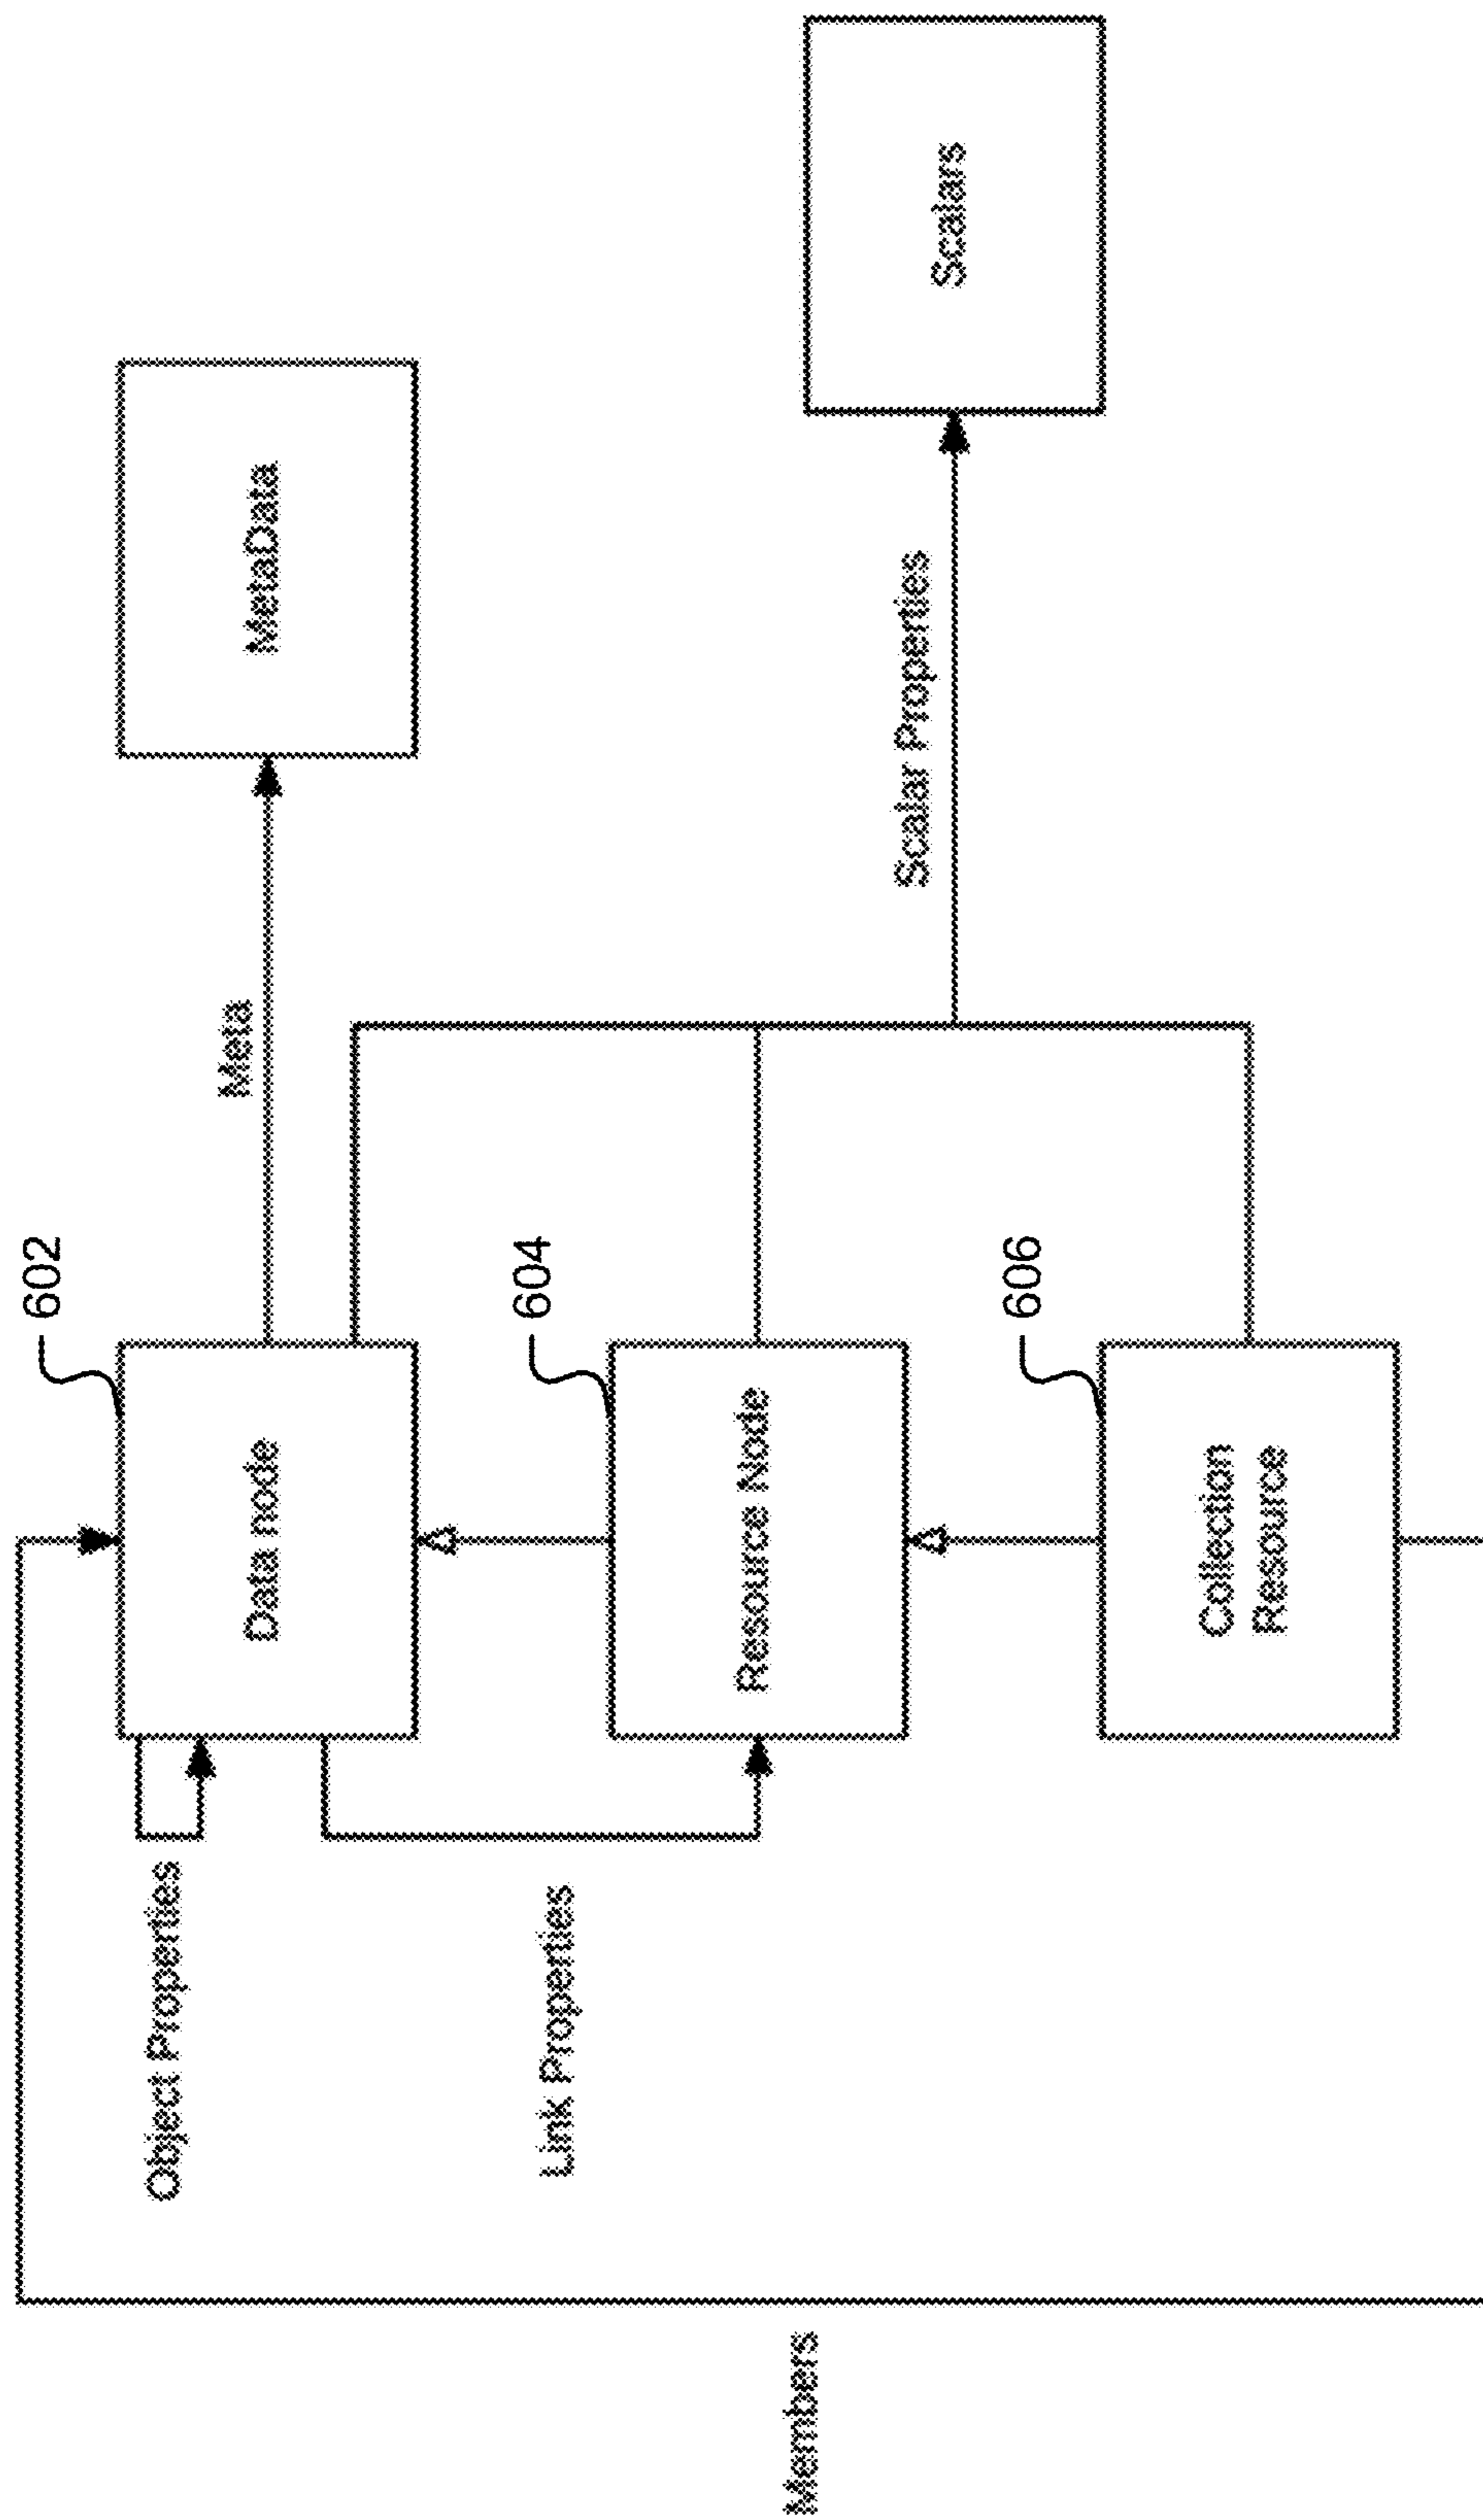 602
Data node
Meta
MetaData
Object Properties
604
Resource Node
Link Properties
Scalar Properties
Scalars
606
Collection
Resource
Members